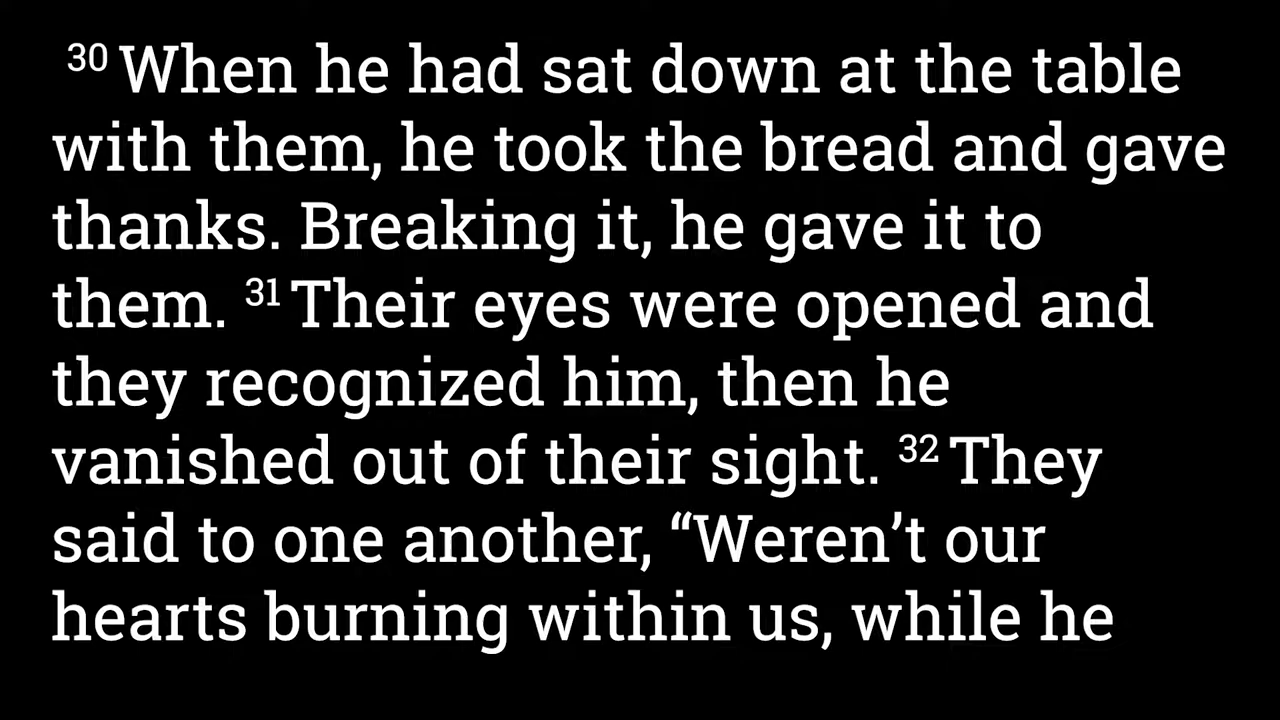 30 When he had sat down at the table
with them, he took the bread and gave
thanks. Breaking it, he gave it to
them. 31 Their eyes were opened and
they recognized him, then he
vanished out of their sight. 32 They
said to one another, “Weren’t our
hearts burning within us, while he